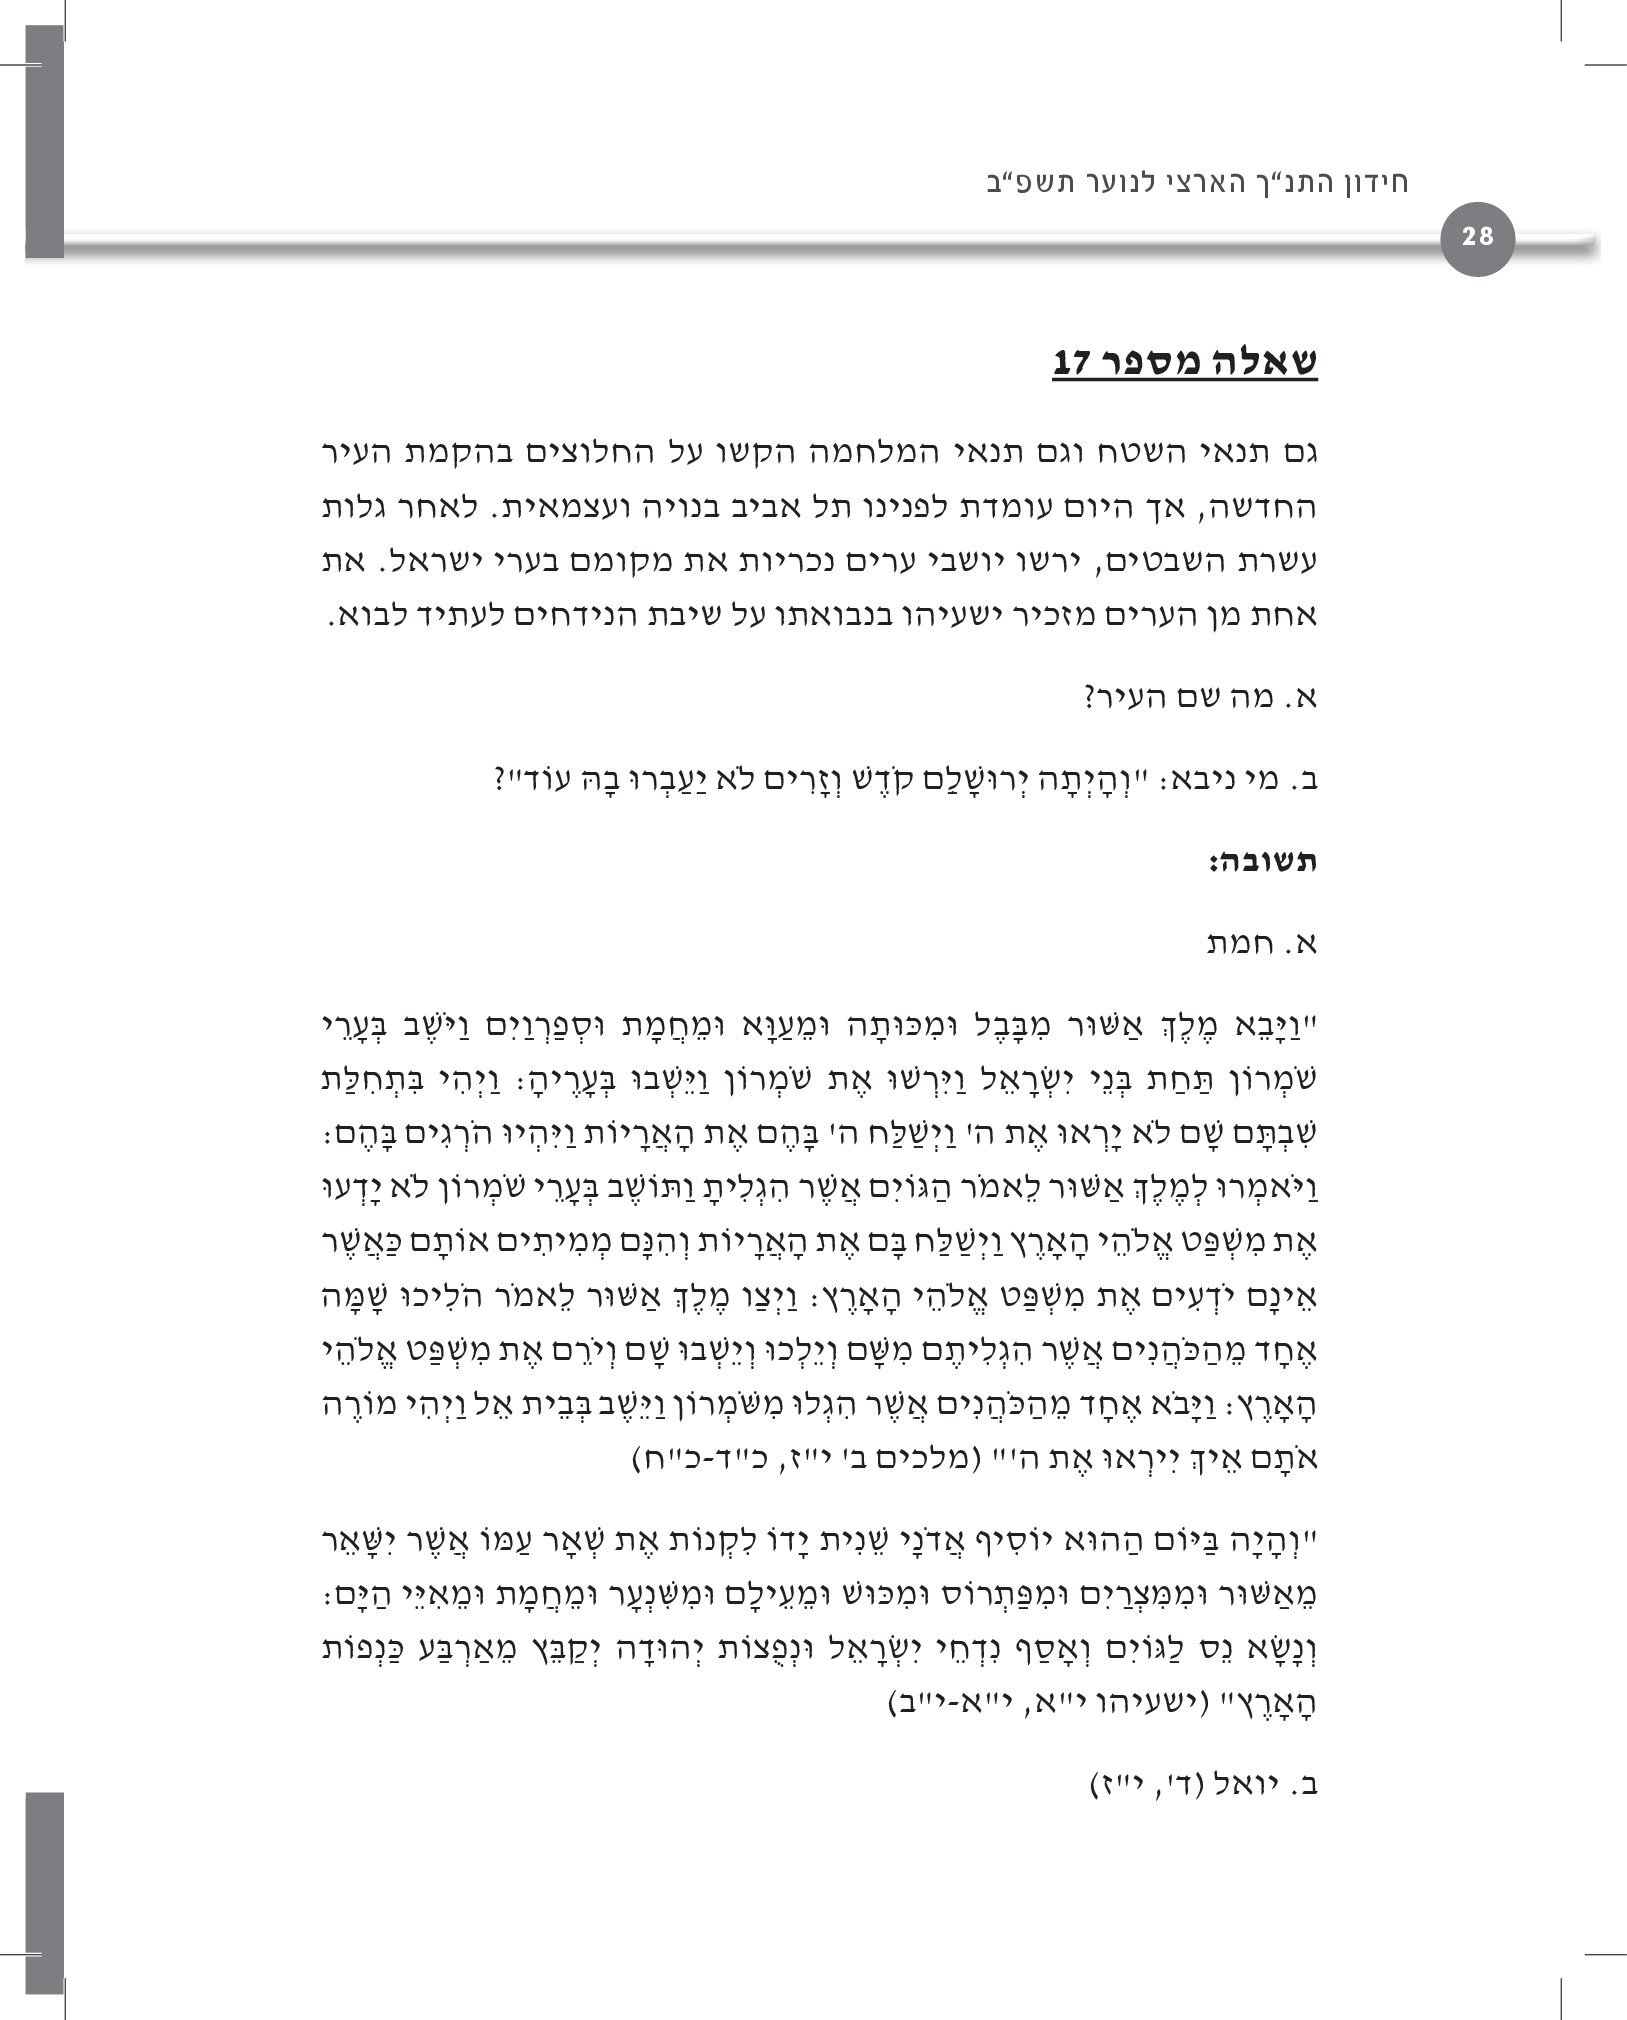 חידון התנ“ך הארצי לנוער תשפ“ב
28
שאלה מספר 17
גם תנאי השטח וגם תנאי המלחמה הקשו על החלוצים בהקמת העיר
החדשה, אך היום עומדת לפנינו תל אביב בנויה ועצמאית. לאחר גלות
עשרת השבטים, ירשו יושבי ערים נכריות את מקומם בערי ישראל. את
אחת מן הערים מזכיר ישעיהו בנבואתו על שיבת הנידחים לעתיד לבוא.
א. מה שם העיר?
ב. מי ניבא: "וְהָיְתָה יְרוּשָׁלִַם קֹדֶשׁ וְזָרִים לֹא יַעַבְרוּ בָהּ עוֹד"?
תשובה:
א. חמת
"וַיָּבֵא מֶלֶךְ אַשּׁוּר מִבָּבֶל וּמִכּוּתָה וּמֵעַוָּא וּמֵחֲמָת וּסְפַרְוַיִם וַיֹּשֶׁב בְּעָרֵי
שֹׁמְרוֹן תַּחַת בְּנֵי יִשְׂרָאֵל וַיִּרְשׁוּ אֶת שֹׁמְרוֹן וַיֵּשְׁבוּ בְּעָרֶיהָ: וַיְהִי בִּתְחִלַּת
שִׁבְתָּם שָׁם לֹא יָרְאוּ אֶת ה' וַיְשַׁלַּח ה' בָּהֶם אֶת הָאֲרָיוֹת וַיִּהְיוּ הֹרְגִים בָּהֶם:
וַיֹּאמְרוּ לְמֶלֶךְ אַשּׁוּר לֵאמֹר הַגּוֹיִם אֲשֶׁר הִגְלִיתָ וַתּוֹשֶׁב בְּעָרֵי שֹׁמְרוֹן לֹא יָדְעוּ
אֶת מִשְׁפַּט אֱלֹהֵי הָאָרֶץ וַיְשַׁלַּח בָּם אֶת הָאֲרָיוֹת וְהִנָּם מְמִיתִים אוֹתָם כַּאֲשֶׁר
אֵינָם יֹדְעִים אֶת מִשְׁפַּט אֱלֹהֵי הָאָרֶץ: וַיְצַו מֶלֶךְ אַשּׁוּר לֵאמֹר הֹלִיכוּ שָׁמָּה
אֶחָד מֵהַכֹּהֲנִים אֲשֶׁר הִגְלִיתֶם מִשָּׁם וְיֵלְכוּ וְיֵשְׁבוּ שָׁם וְיֹרֵם אֶת מִשְׁפַּט אֱלֹהֵי
הָאָרֶץ: וַיָּבֹא אֶחָד מֵהַכֹּהֲנִים אֲשֶׁר הִגְלוּ מִשֹּׁמְרוֹן וַיֵּשֶׁב בְּבֵית אֵל וַיְהִי מוֹרֶה
אֹתָם אֵיךְ יִירְאוּ אֶת ה'" (מלכים ב' י"ז, כ"ד-כ"ח)
"וְהָיָה בַּיּוֹם הַהוּא יוֹסִיף אֲדֹנָי שֵׁנִית יָדוֹ לִקְנוֹת אֶת שְׁאָר עַמּוֹ אֲשֶׁר יִשָּׁאֵר
מֵאַשּׁוּר וּמִמִּצְרַיִם וּמִפַּתְרוֹס וּמִכּוּשׁ וּמֵעֵילָם וּמִשִּׁנְעָר וּמֵחֲמָת וּמֵאִיֵּי הַיָּם:
וְנָשָׂא נֵס לַגּוֹיִם וְאָסַף נִדְחֵי יִשְׂרָאֵל וּנְפֻצוֹת יְהוּדָה יְקַבֵּץ מֵאַרְבַּע כַּנְפוֹת
הָאָרֶץ" (ישעיהו י"א, י"א-י"ב)
ב. יואל (ד', י"ז)